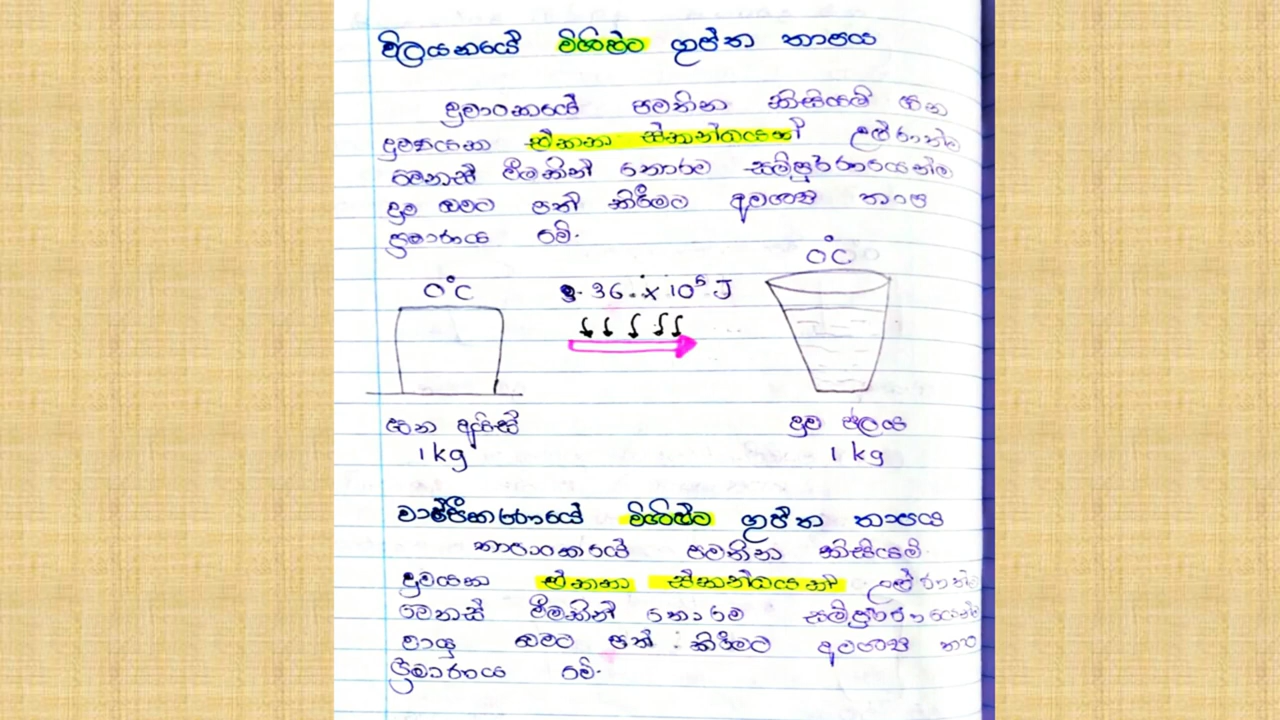 විලයනයේ විශිෂ්ට ගුප්ත තාපය
ද්‍රවාංකයේ පවතින කිසියම් ඝන
ද්‍රව්‍යයක ඒකක ස්කන්ධයක් උෂ්ණත්ව
වෙනස් වීමකින් තොරව සම්පූර්ණයෙන්ම
ද්‍රව බවට පත් කිරීමට අවශ්‍ය තාප
ප්‍රමාණය වේ.
0°C
0°C
3.36 × 10⁵ J
ඝන අයිස්
ද්‍රව ජලය
1 kg
1 kg
වාෂ්පීකරණයේ විශිෂ්ට ගුප්ත තාපය
තාපාංකයේ පවතින කිසියම්
ද්‍රවයක ඒකක ස්කන්ධයක් උෂ්ණත්ව
වෙනස් වීමකින් තොරව සම්පූර්ණයෙන්ම
වායු බවට පත් කිරීමට අවශ්‍ය තාප
ප්‍රමාණය වේ.